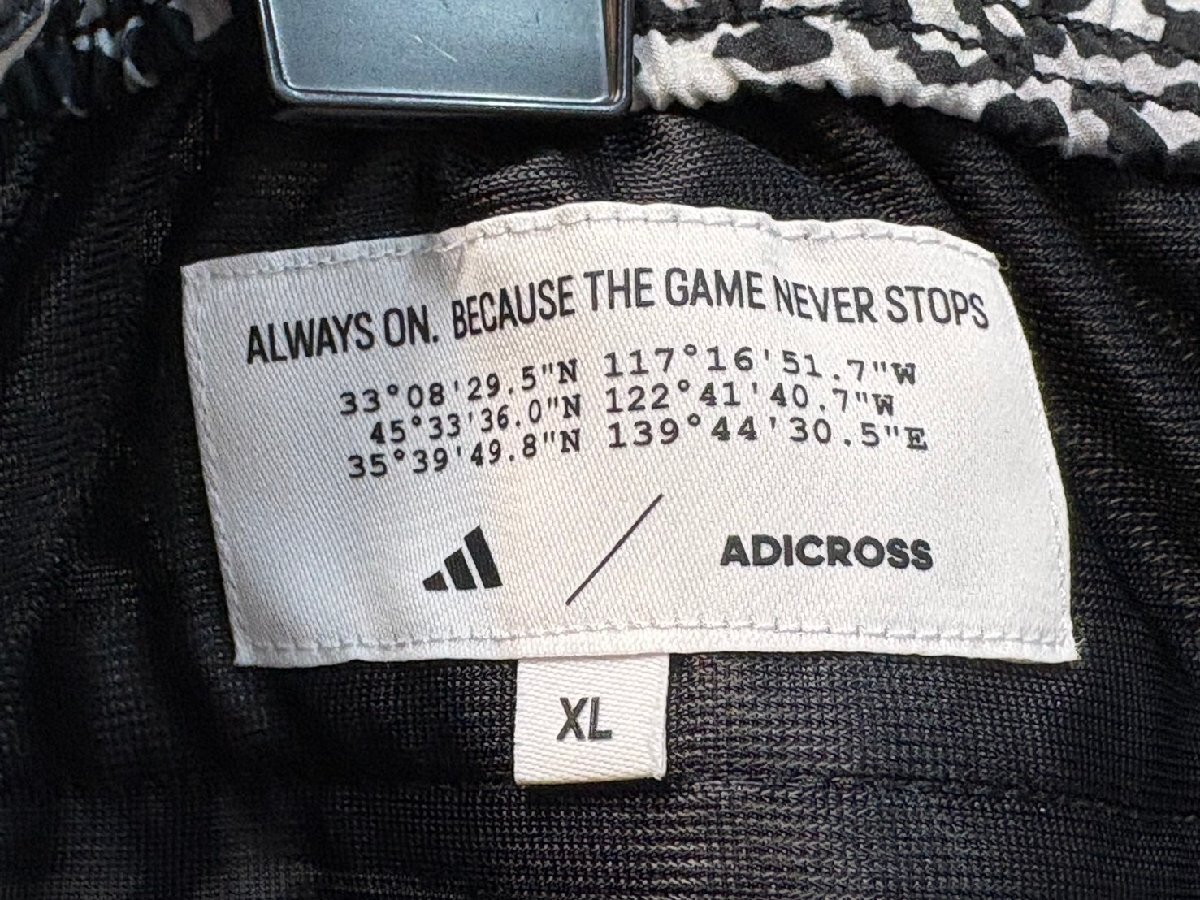 ALWAYS ON. BECAUSE THE GAME NEVER STOPS
33°08'29.5"N 117°16'51.7"W
45°33'36.0"N 122°41'40.7"W
35°39'49.8"N 139°44'30.5"E
ADICROSS
XL